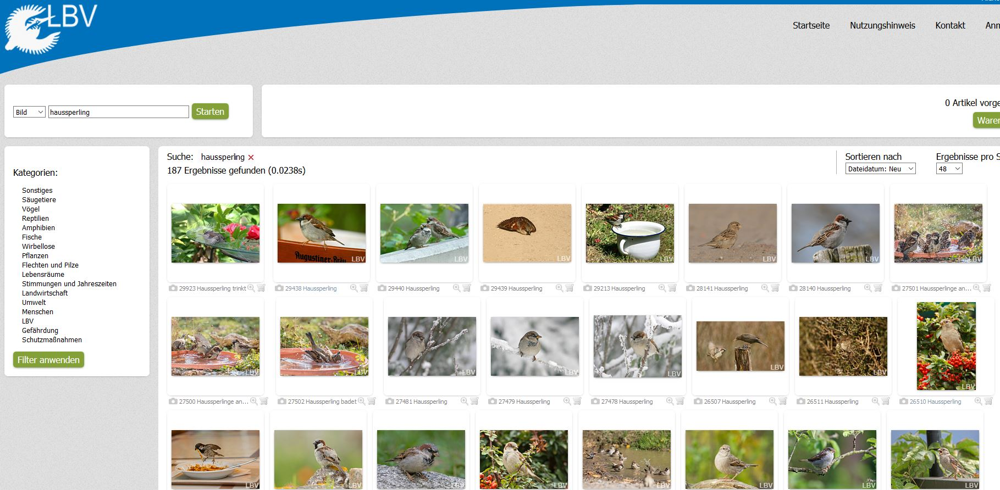 LBV
Startseite Nutzungshinweis Kontakt
Bild haussperling Starten
0 Artikel
Kategorien:
Sonstiges
Säugetiere
Vögel
Reptilien
Amphibien
Fische
Wirbellose
Pflanzen
Flechten und Pilze
Lebensräume
Stimmungen und Jahreszeiten
Landwirtschaft
Umwelt
Menschen
LBV
Gefährdung
Schutzmaßnahmen
Filter anwenden
Suche: haussperling
187 Ergebnisse gefunden (0.0238s)
Sortieren nach Ergebnisse pro S
Dateidatum: Neu 48
LBV
Augustiner-Bräu LBV
LBV
LBV
LBV
LBV
LBV
LBV
29923 Haussperling trinkt 29438 Haussperling 29440 Haussperling 29439 Haussperling 29213 Haussperling 28141 Haussperling 28140 Haussperling 27501 Haussperlinge an...
LBV
LBV
LBV
LBV
LBV
LBV
LBV
LBV
27500 Haussperlinge an... 27502 Haussperling badet 27481 Haussperling 27479 Haussperling 27478 Haussperling 26507 Haussperling 26511 Haussperling 26510 Haussperling
LBV
LBV
LBV
LBV
LBV
LBV
LBV
LBV